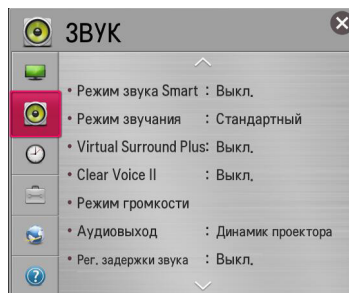 ЗВУК
• Режим звука Smart : Выкл.
• Режим звучания : Стандартный
• Virtual Surround Plus: Выкл.
• Clear Voice II : Выкл.
• Режим громкости
• Аудиовыход : Динамик проектора
• Рег. задержки звука : Выкл.